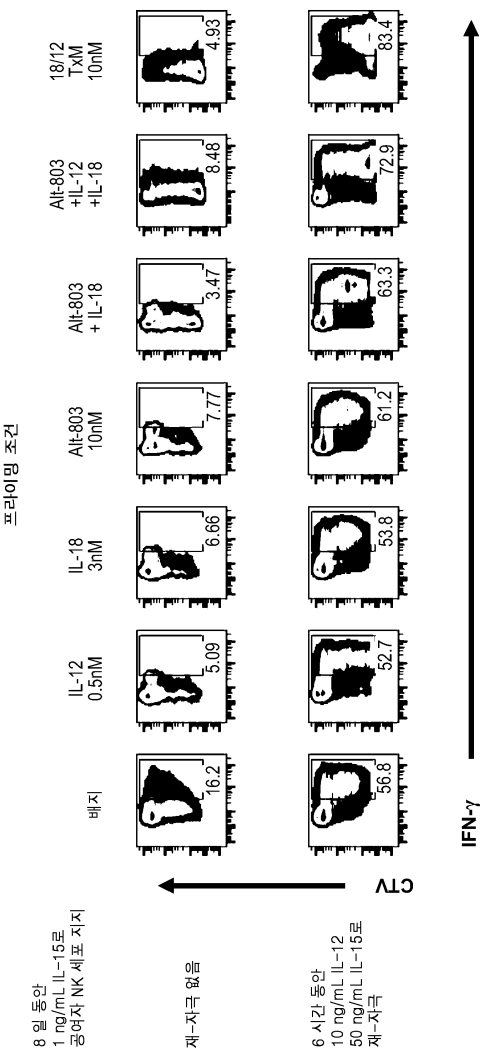 프라이밍 조건
8 일 동안
1 ng/mL IL-15로
공여자 NK 세포 지지
배지
IL-12
0.5nM
IL-18
3nM
Alt-803
10nM
Alt-803
+ IL-18
Alt-803
+IL-12
+IL-18
18/12
TxM
10nM
재-자극 없음
16.2
5.09
6.66
7.77
3.47
8.48
4.93
6 시간 동안
10 ng/mL IL-12
50 ng/mL IL-15로
재-자극
56.8
52.7
53.8
61.2
63.3
72.9
83.4
CTV
IFN-γ